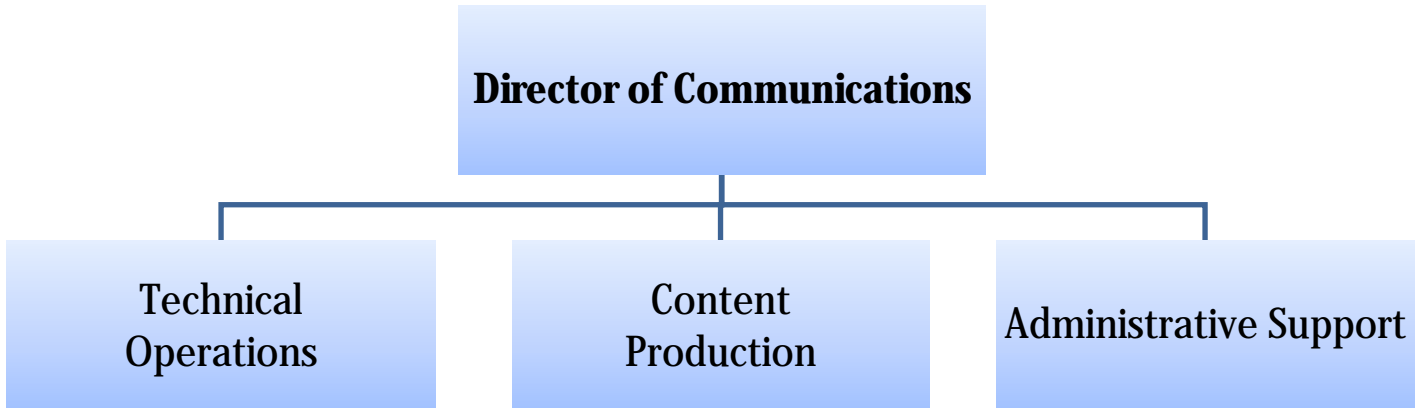 Director of Communications
Technical
Operations
Content
Production
Administrative Support